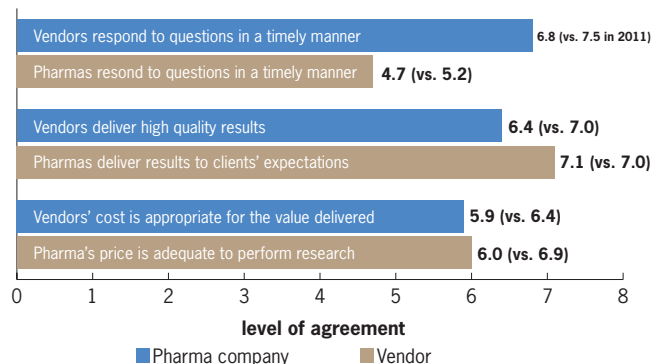 Vendors respond to questions in a timely manner 6.8 (vs. 7.5 in 2011)
Pharmas resond to questions in a timely manner 4.7 (vs. 5.2)
Vendors deliver high quality results 6.4 (vs. 7.0)
Pharmas deliver results to clients’ expectations 7.1 (vs. 7.0)
Vendors’ cost is appropriate for the value delivered 5.9 (vs. 6.4)
Pharma’s price is adequate to perform research 6.0 (vs. 6.9)
0 1 2 3 4 5 6 7 8
level of agreement
Pharma company Vendor